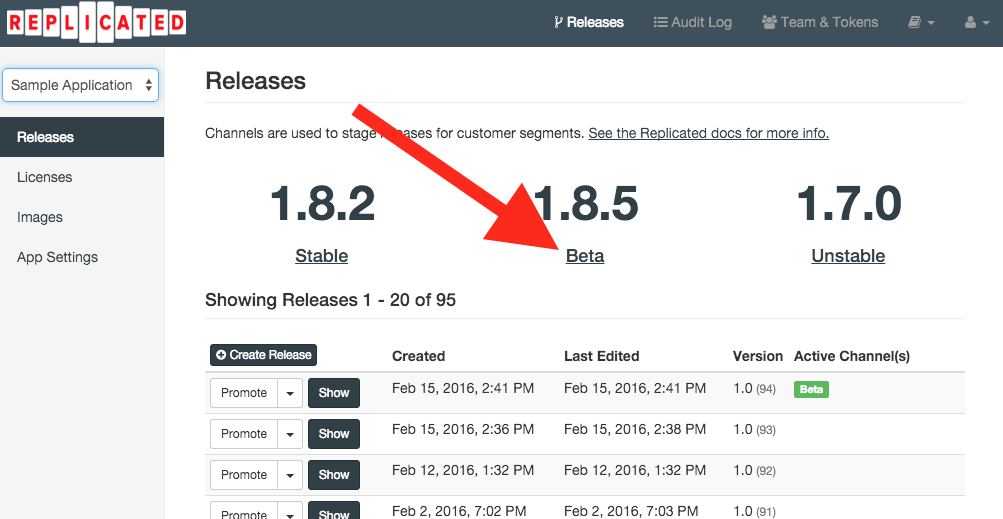 REPLICATED
Releases Audit Log Team & Tokens
Sample Application
Releases
Licenses
Images
App Settings
Releases
Channels are used to stage releases for customer segments. See the Replicated docs for more info.
1.8.2 1.8.5 1.7.0
Stable Beta Unstable
Showing Releases 1 - 20 of 95
Create Release Created Last Edited Version Active Channel(s)
Promote Show Feb 15, 2016, 2:41 PM Feb 15, 2016, 2:41 PM 1.0 (94) Beta
Promote Show Feb 15, 2016, 2:36 PM Feb 15, 2016, 2:38 PM 1.0 (93)
Promote Show Feb 12, 2016, 1:32 PM Feb 12, 2016, 1:32 PM 1.0 (92)
Promote Show Feb 2, 2016, 7:02 PM Feb 2, 2016, 7:03 PM 1.0 (91)